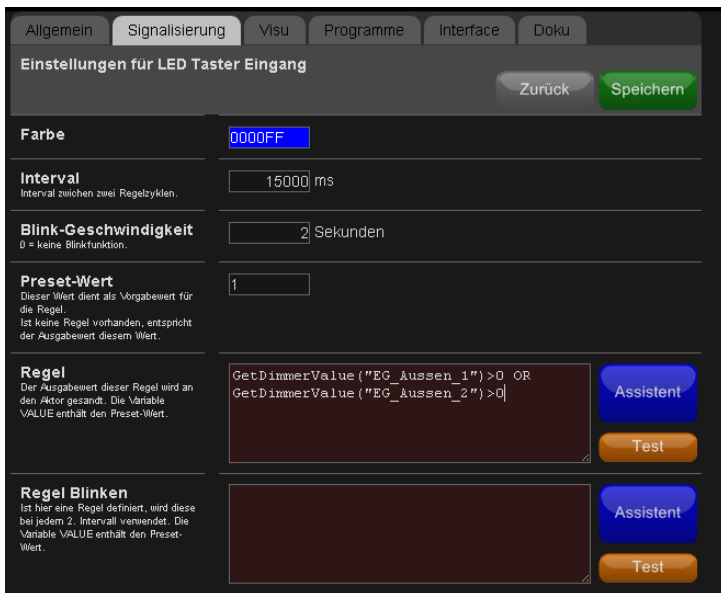 Allgemein Signalisierung Visu Programme Interface Doku
Einstellungen für LED Taster Eingang
Zurück Speichern
Farbe
0000FF
Interval
Interval zwichen zwei Regelzyklen.
15000 ms
Blink-Geschwindigkeit
0 = keine Blinkfunktion.
2 Sekunden
Preset-Wert
Dieser Wert dient als Vorgabewert für
die Regel.
Ist keine Regel vorhanden, entspricht
der Ausgabewert diesem Wert.
1
Regel
Der Ausgabewert dieser Regel wird an
den Aktor gesandt. Die Variable
VALUE enthält den Preset-Wert.
GetDimmerValue("EG_Aussen_1")>0 OR
GetDimmerValue("EG_Aussen_2")>0
Assistent
Test
Regel Blinken
Ist hier eine Regel definiert, wird diese
bei jedem 2. Intervall verwendet. Die
Variable VALUE enthält den Preset-
Wert.
Assistent
Test